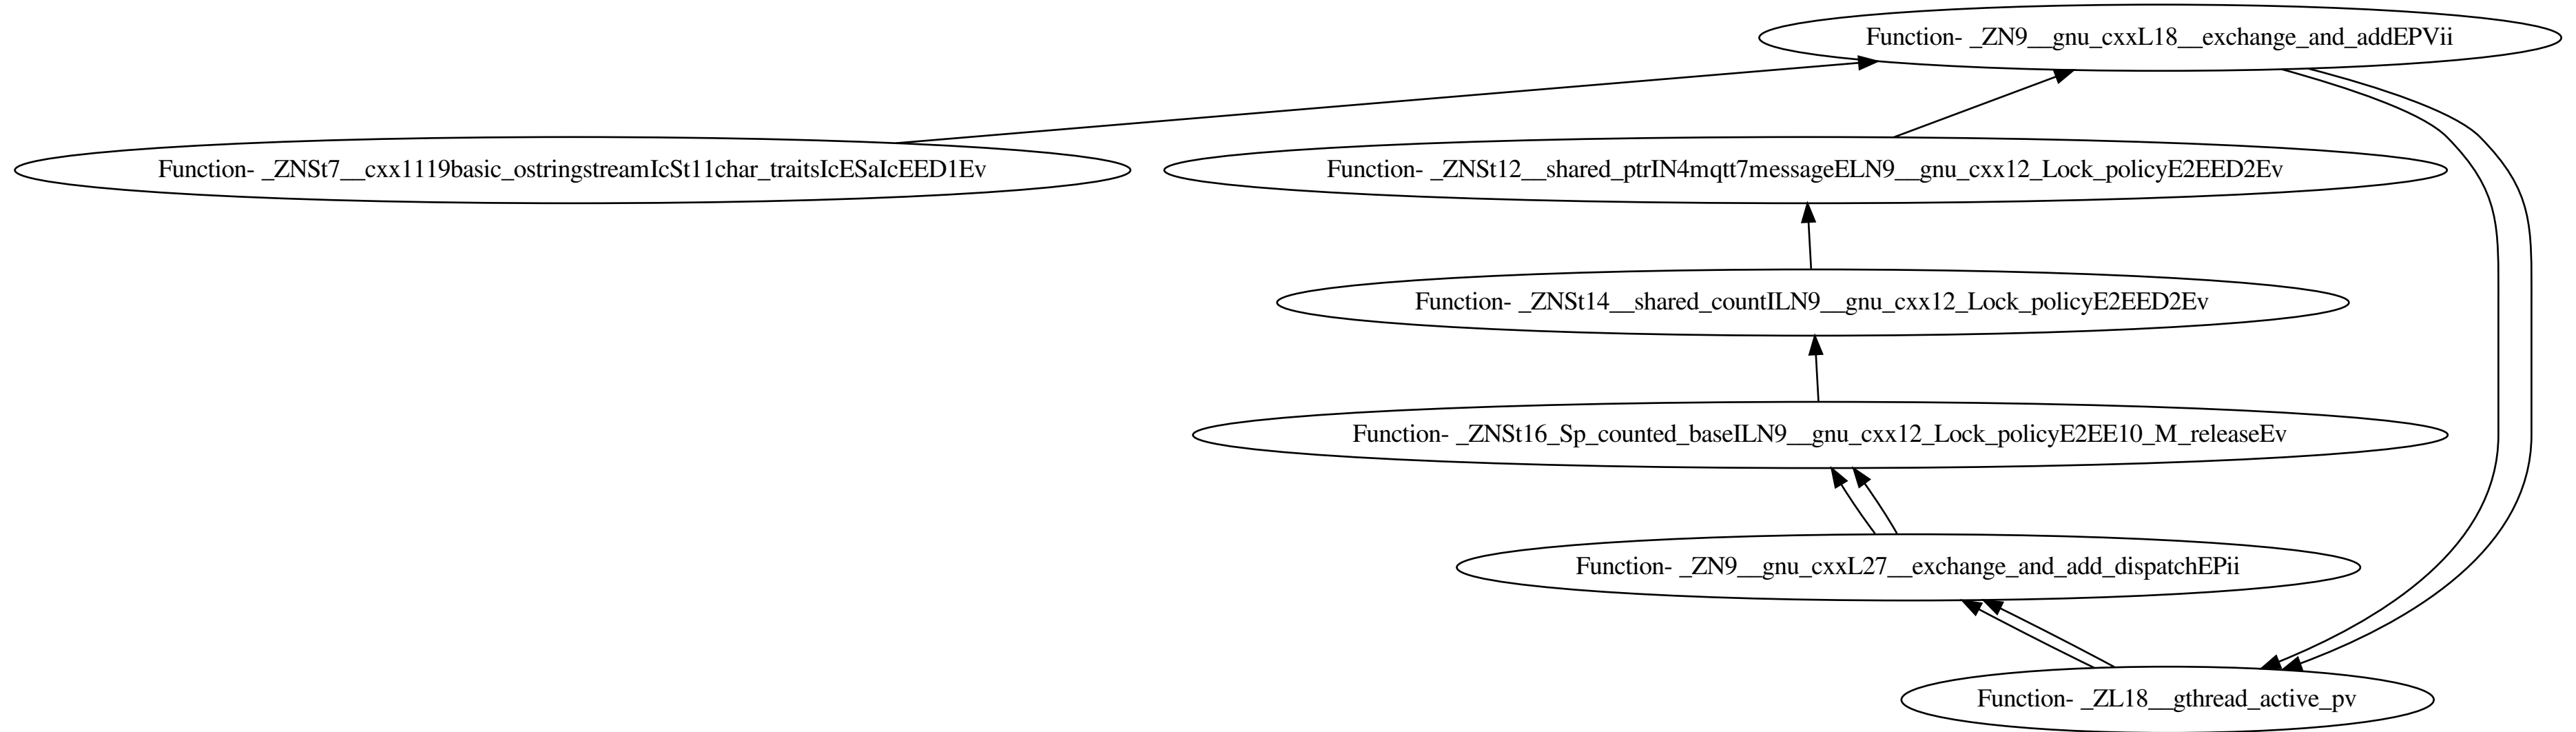 Function- _ZN9__gnu_cxxL18__exchange_and_addEPVii
Function- _ZNSt7__cxx1119basic_ostringstreamIcSt11char_traitsIcESaIcEED1Ev
Function- _ZNSt12__shared_ptrIN4mqtt7messageELN9__gnu_cxx12_Lock_policyE2EED2Ev
Function- _ZNSt14__shared_countILN9__gnu_cxx12_Lock_policyE2EED2Ev
Function- _ZNSt16_Sp_counted_baseILN9__gnu_cxx12_Lock_policyE2EE10_M_releaseEv
Function- _ZN9__gnu_cxxL27__exchange_and_add_dispatchEPii
Function- _ZL18__gthread_active_pv